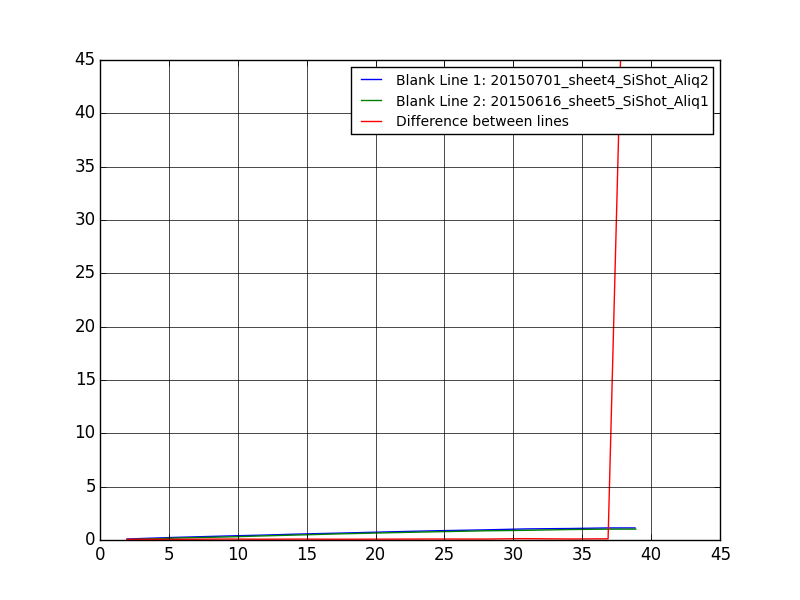 45
40
35
30
25
20
15
10
5
0
Blank Line 1: 20150701_sheet4_SiShot_Aliq2
Blank Line 2: 20150616_sheet5_SiShot_Aliq1
Difference between lines
0 5 10 15 20 25 30 35 40 45